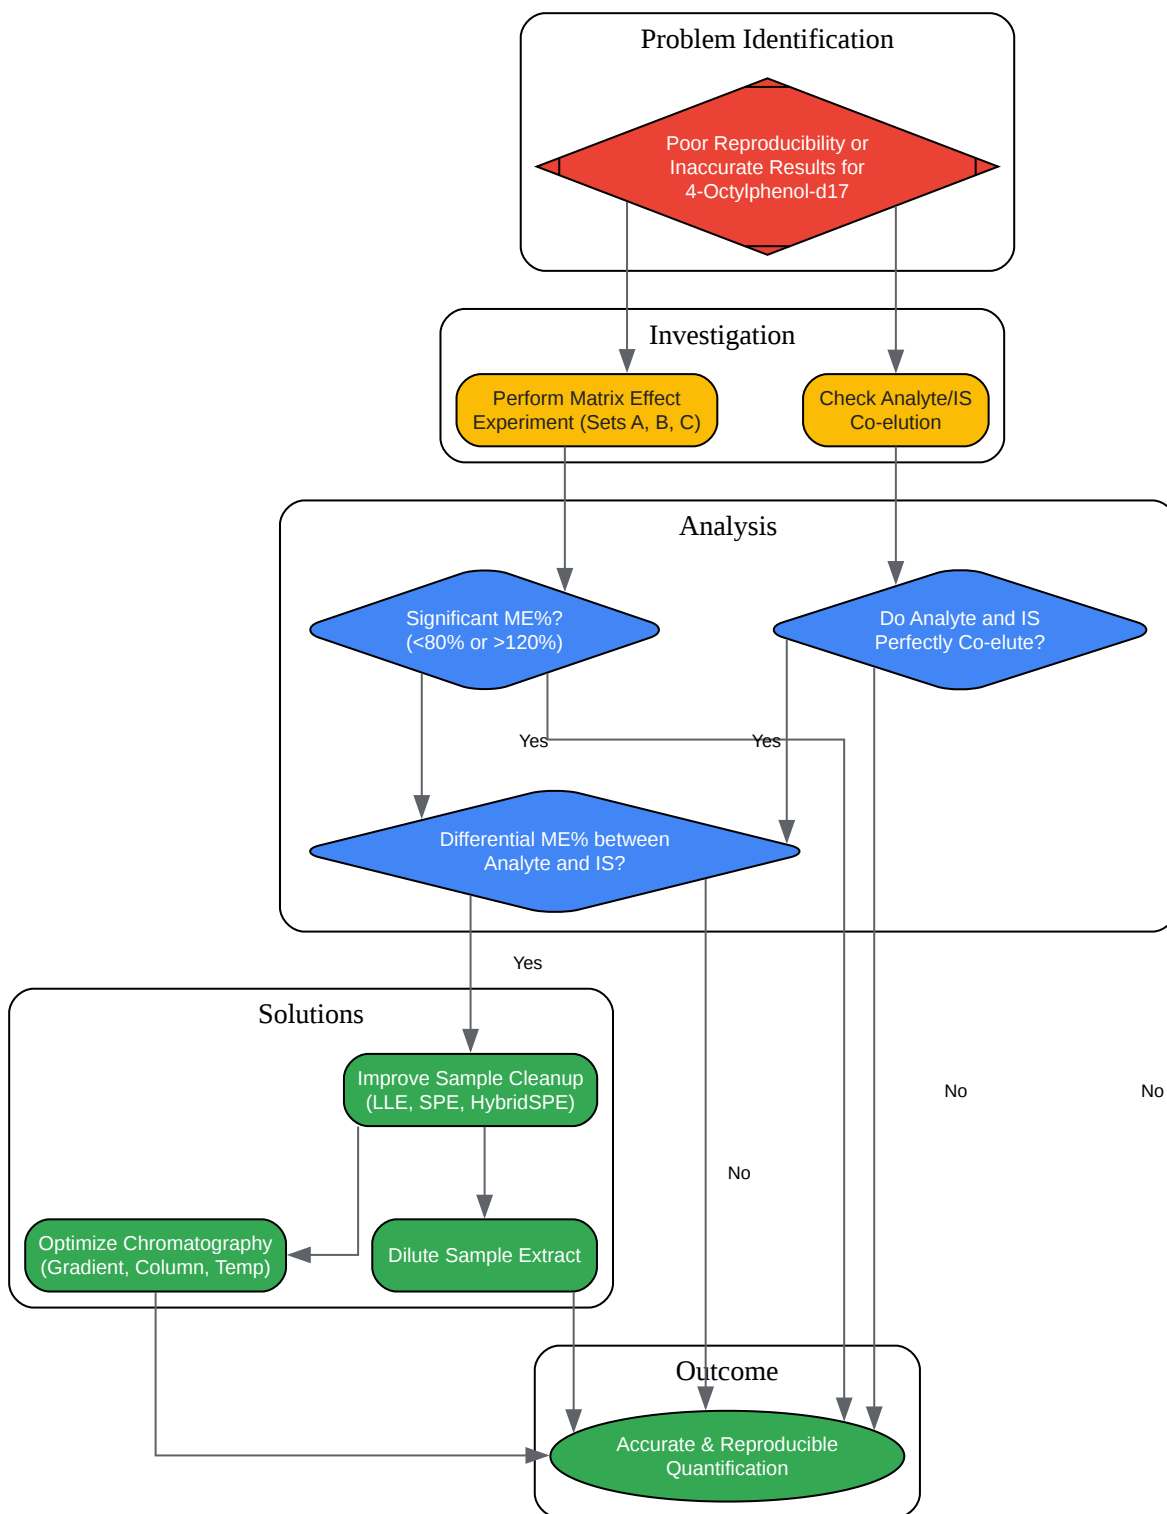 Problem Identification
Poor Reproducibility or
Inaccurate Results for
4-Octylphenol-d17
Investigation
Perform Matrix Effect
Experiment (Sets A, B, C)
Check Analyte/IS
Co-elution
Analysis
Significant ME%?
(<80% or >120%)
Do Analyte and IS
Perfectly Co-elute?
Yes
Yes
Differential ME% between
Analyte and IS?
Yes
Solutions
Improve Sample Cleanup
(LLE, SPE, HybridSPE)
No
No
No
Optimize Chromatography
(Gradient, Column, Temp)
Dilute Sample Extract
Outcome
Accurate & Reproducible
Quantification